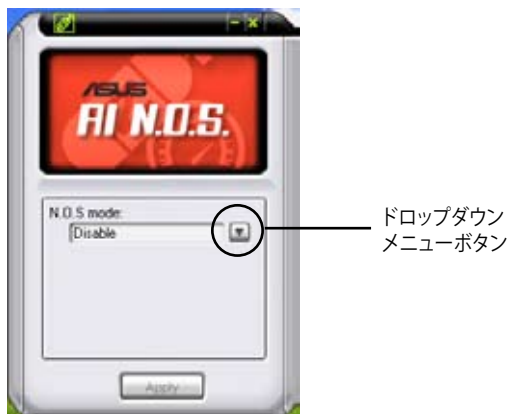 ASUS
AI N.O.S.
N.O.S mode:
Disable
Apply
ドロップダウン
メニューボタン